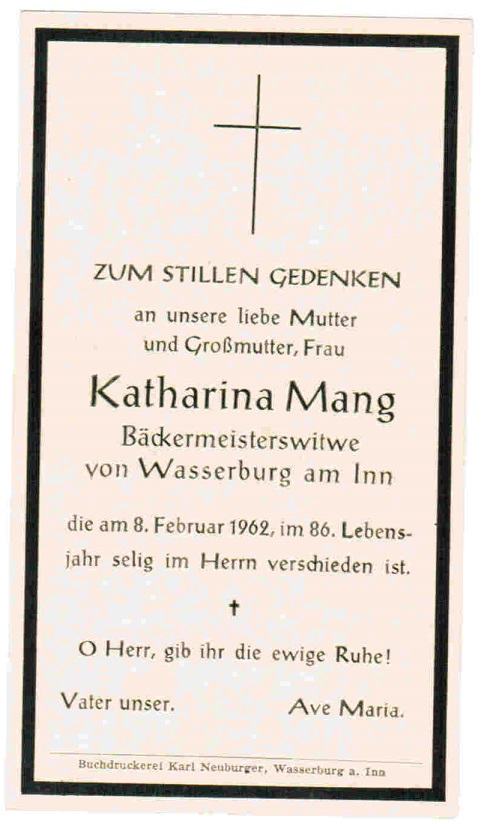 ZUM STILLEN GEDENKEN
an unsere liebe Mutter
und Großmutter, Frau
Katharina Mang
Bäckermeisterswitwe
von Wasserburg am Inn
die am 8. Februar 1962, im 86. Lebens-
jahr selig im Herrn verschieden ist.
✝
O Herr, gib ihr die ewige Ruhe!
Vater unser. Ave Maria.
Buchdruckerei Karl Neuburger, Wasserburg a. Inn